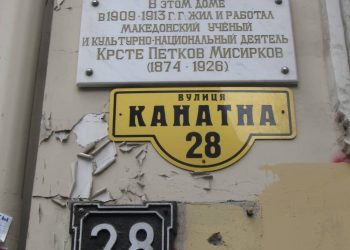 В ЭТОМ ДОМЕ
В 1909-1913 Г.Г. ЖИЛ И РАБОТАЛ
МАКЕДОНСКИЙ УЧЁНЫЙ
И КУЛЬТУРНО-НАЦИОНАЛЬНЫЙ ДЕЯТЕЛЬ
КРСТЕ ПЕТКОВ МИСИРКОВ
(1874 - 1926)
ВУЛИЦЯ
КАНАТНА
28
28